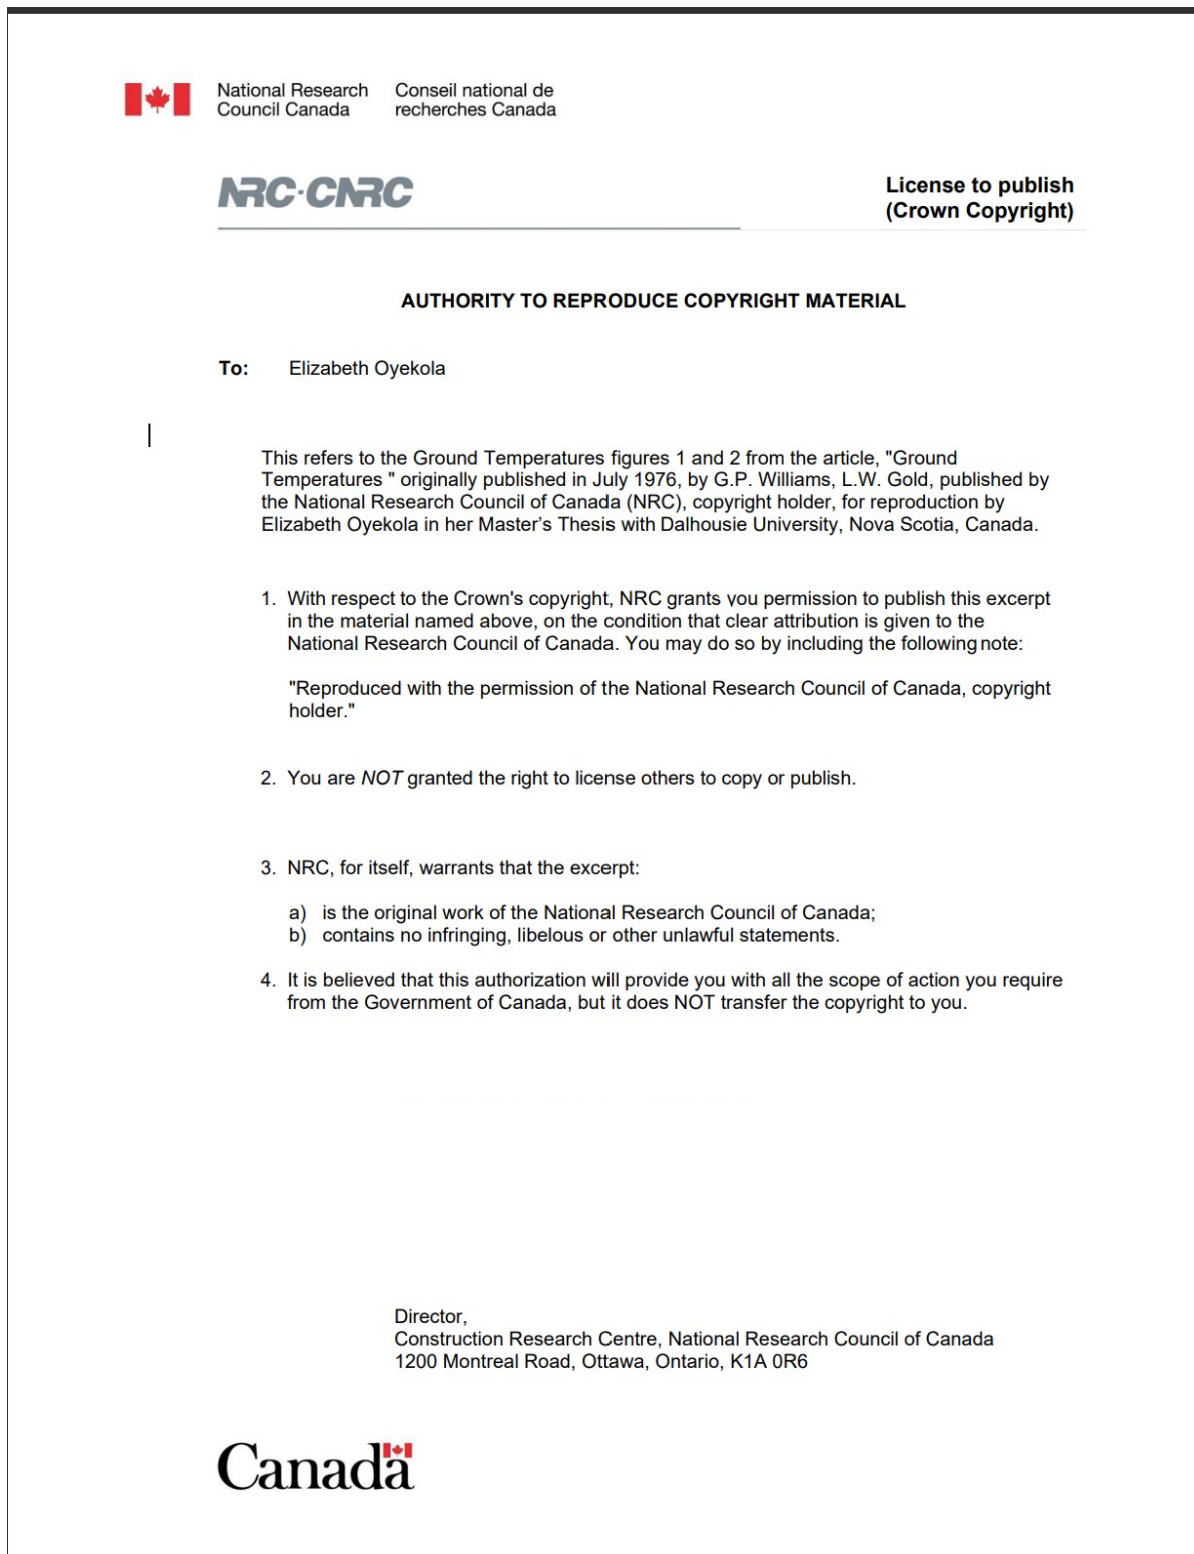 National Research Conseil national de
Council Canada recherches Canada
NRC·CNRC
License to publish
(Crown Copyright)
AUTHORITY TO REPRODUCE COPYRIGHT MATERIAL
To: Elizabeth Oyekola
This refers to the Ground Temperatures figures 1 and 2 from the article, "Ground
Temperatures " originally published in July 1976, by G.P. Williams, L.W. Gold, published by
the National Research Council of Canada (NRC), copyright holder, for reproduction by
Elizabeth Oyekola in her Master's Thesis with Dalhousie University, Nova Scotia, Canada.
1. With respect to the Crown's copyright, NRC grants you permission to publish this excerpt
in the material named above, on the condition that clear attribution is given to the
National Research Council of Canada. You may do so by including the following note:
"Reproduced with the permission of the National Research Council of Canada, copyright
holder."
2. You are NOT granted the right to license others to copy or publish.
3. NRC, for itself, warrants that the excerpt:
a) is the original work of the National Research Council of Canada;
b) contains no infringing, libelous or other unlawful statements.
4. It is believed that this authorization will provide you with all the scope of action you require
from the Government of Canada, but it does NOT transfer the copyright to you.
Director,
Construction Research Centre, National Research Council of Canada
1200 Montreal Road, Ottawa, Ontario, K1A 0R6
Canada